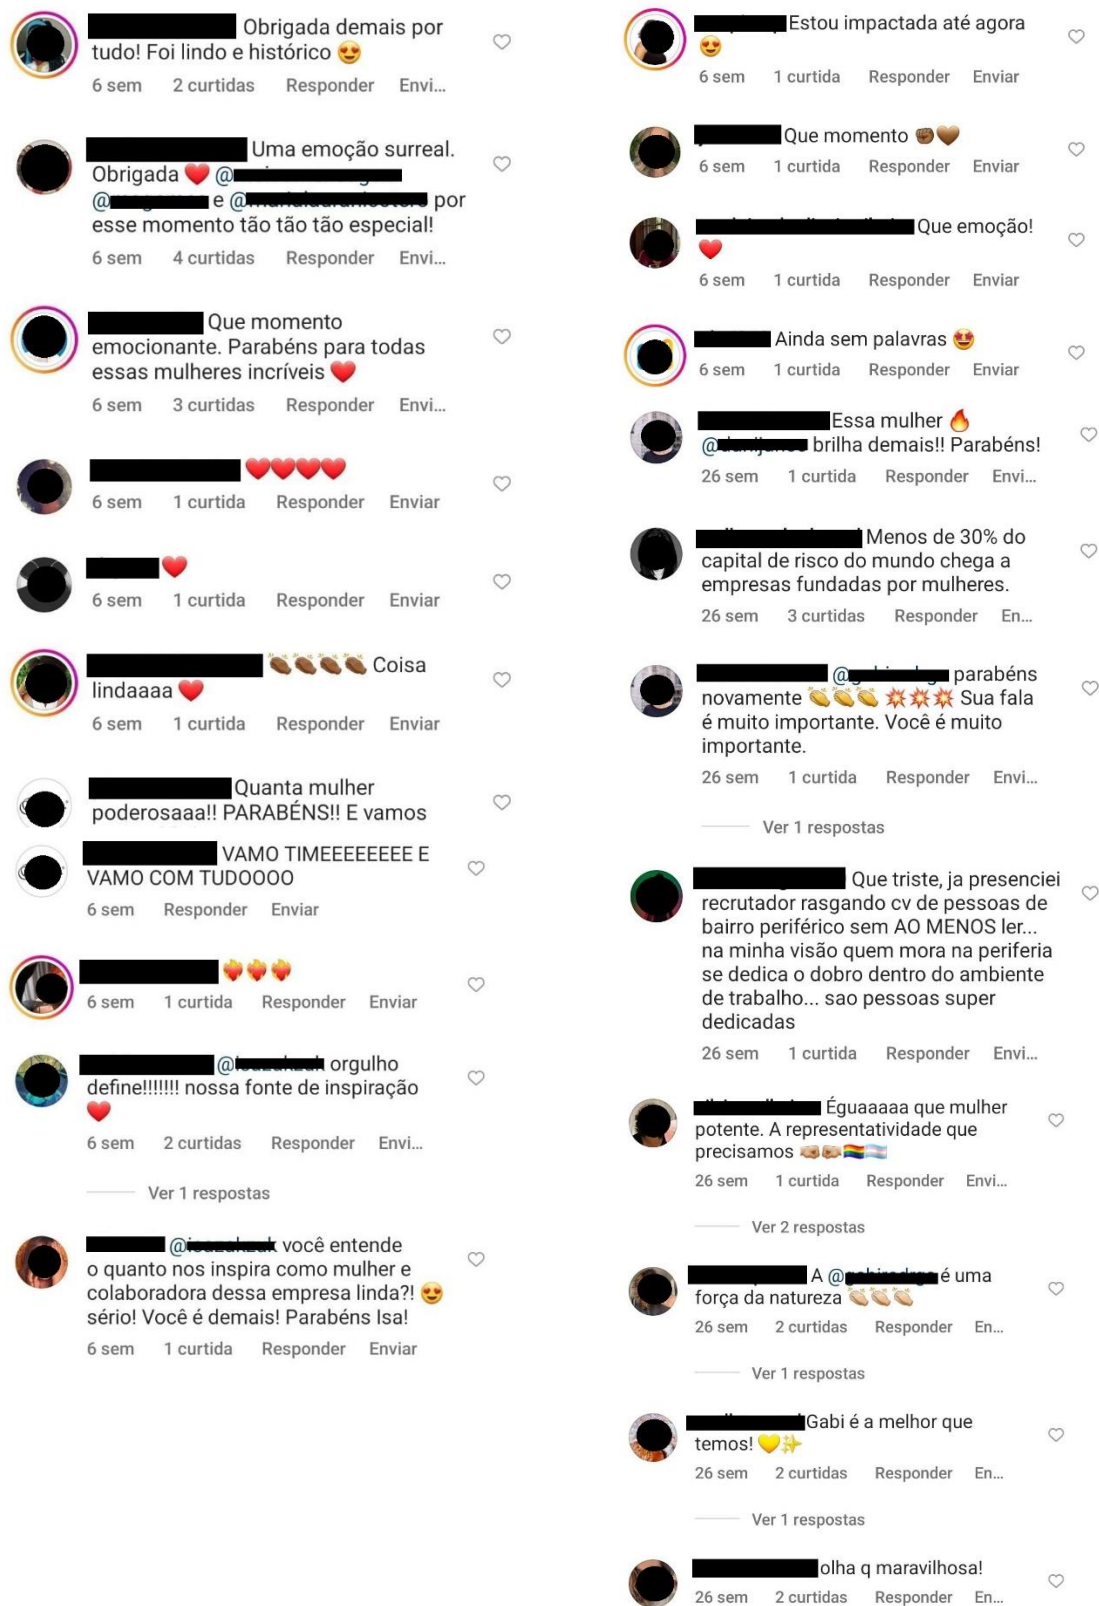 Obrigada demais por
tudo! Foi lindo e histórico 😍
6 sem 2 curtidas Responder Envi...
Uma emoção surreal.
Obrigada ❤️ @
@ e @ por
esse momento tão tão tão especial!
6 sem 4 curtidas Responder Envi...
Que momento
emocionante. Parabéns para todas
essas mulheres incríveis ❤️
6 sem 3 curtidas Responder Envi...
❤️❤️❤️❤️
6 sem 1 curtida Responder Enviar
❤️
6 sem 1 curtida Responder Enviar
👏🏾👏🏾👏🏾👏🏾 Coisa
lindaaaa ❤️
6 sem 1 curtida Responder Enviar
Quanta mulher
poderosaaa!! PARABÉNS!! E vamos
VAMO TIMEEEEEEEEE E
VAMO COM TUDOOOO
6 sem Responder Enviar
❤️‍🔥❤️‍🔥❤️‍🔥
6 sem 1 curtida Responder Enviar
@ orgulho
define!!!!!!! nossa fonte de inspiração
❤️
6 sem 2 curtidas Responder Envi...
Ver 1 respostas
@ você entende
o quanto nos inspira como mulher e
colaboradora dessa empresa linda?! 😍
sério! Você é demais! Parabéns Isa!
6 sem 1 curtida Responder Enviar
Estou impactada até agora
😍
6 sem 1 curtida Responder Enviar
Que momento ✊🏾🤎
6 sem 1 curtida Responder Enviar
Que emoção!
❤️
6 sem 1 curtida Responder Enviar
Ainda sem palavras 🤩
6 sem 1 curtida Responder Enviar
Essa mulher 🔥
@ brilha demais!! Parabéns!
26 sem 1 curtida Responder Envi...
Menos de 30% do
capital de risco do mundo chega a
empresas fundadas por mulheres.
26 sem 3 curtidas Responder En...
@ parabéns
novamente 👏👏👏 💥💥💥 Sua fala
é muito importante. Você é muito
importante.
26 sem 1 curtida Responder Envi...
Ver 1 respostas
Que triste, ja presenciei
recrutador rasgando cv de pessoas de
bairro periférico sem AO MENOS ler...
na minha visão quem mora na periferia
se dedica o dobro dentro do ambiente
de trabalho... sao pessoas super
dedicadas
26 sem 1 curtida Responder Envi...
Éguaaaaa que mulher
potente. A representatividade que
precisamos 🤜🏼🤛🏼🏳️‍🌈🏳️‍⚧️
26 sem 1 curtida Responder Envi...
Ver 2 respostas
A @ é uma
força da natureza 👏🏼👏🏼👏🏼
26 sem 2 curtidas Responder En...
Ver 1 respostas
Gabi é a melhor que
temos! 💛✨
26 sem 2 curtidas Responder En...
Ver 1 respostas
olha q maravilhosa!
26 sem 2 curtidas Responder En...